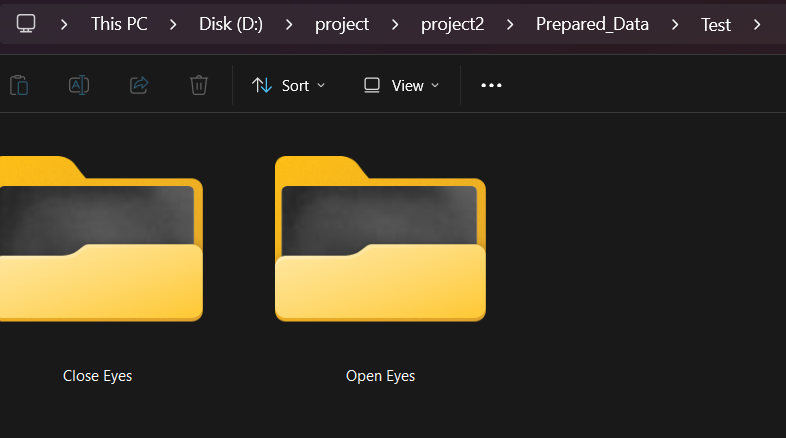 This PC > Disk (D:) > project > project2 > Prepared_Data > Test >
Sort View
Close Eyes Open Eyes